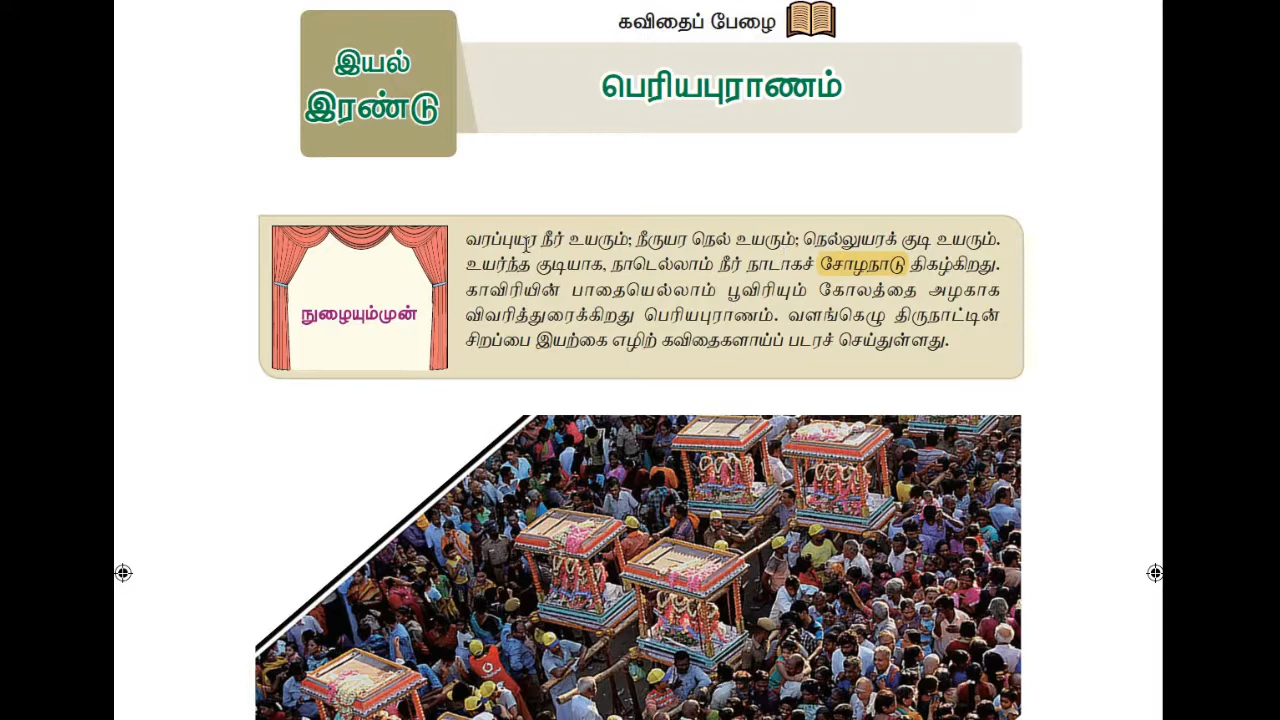 கவிதைப் பேழை
இயல்
இரண்டு
பெரியபுராணம்
நுழையும்முன்
வரப்புயர நீர் உயரும்; நீருயர நெல் உயரும்; நெல்லுயரக் குடி உயரும்.
உயர்ந்த குடியாக, நாடெல்லாம் நீர் நாடாகச் சோழநாடு திகழ்கிறது.
காவிரியின் பாதையெல்லாம் பூவிரியும் கோலத்தை அழகாக
விவரித்துரைக்கிறது பெரியபுராணம். வளங்கெழு திருநாட்டின்
சிறப்பை இயற்கை எழிற் கவிதைகளாய்ப் படரச் செய்துள்ளது.